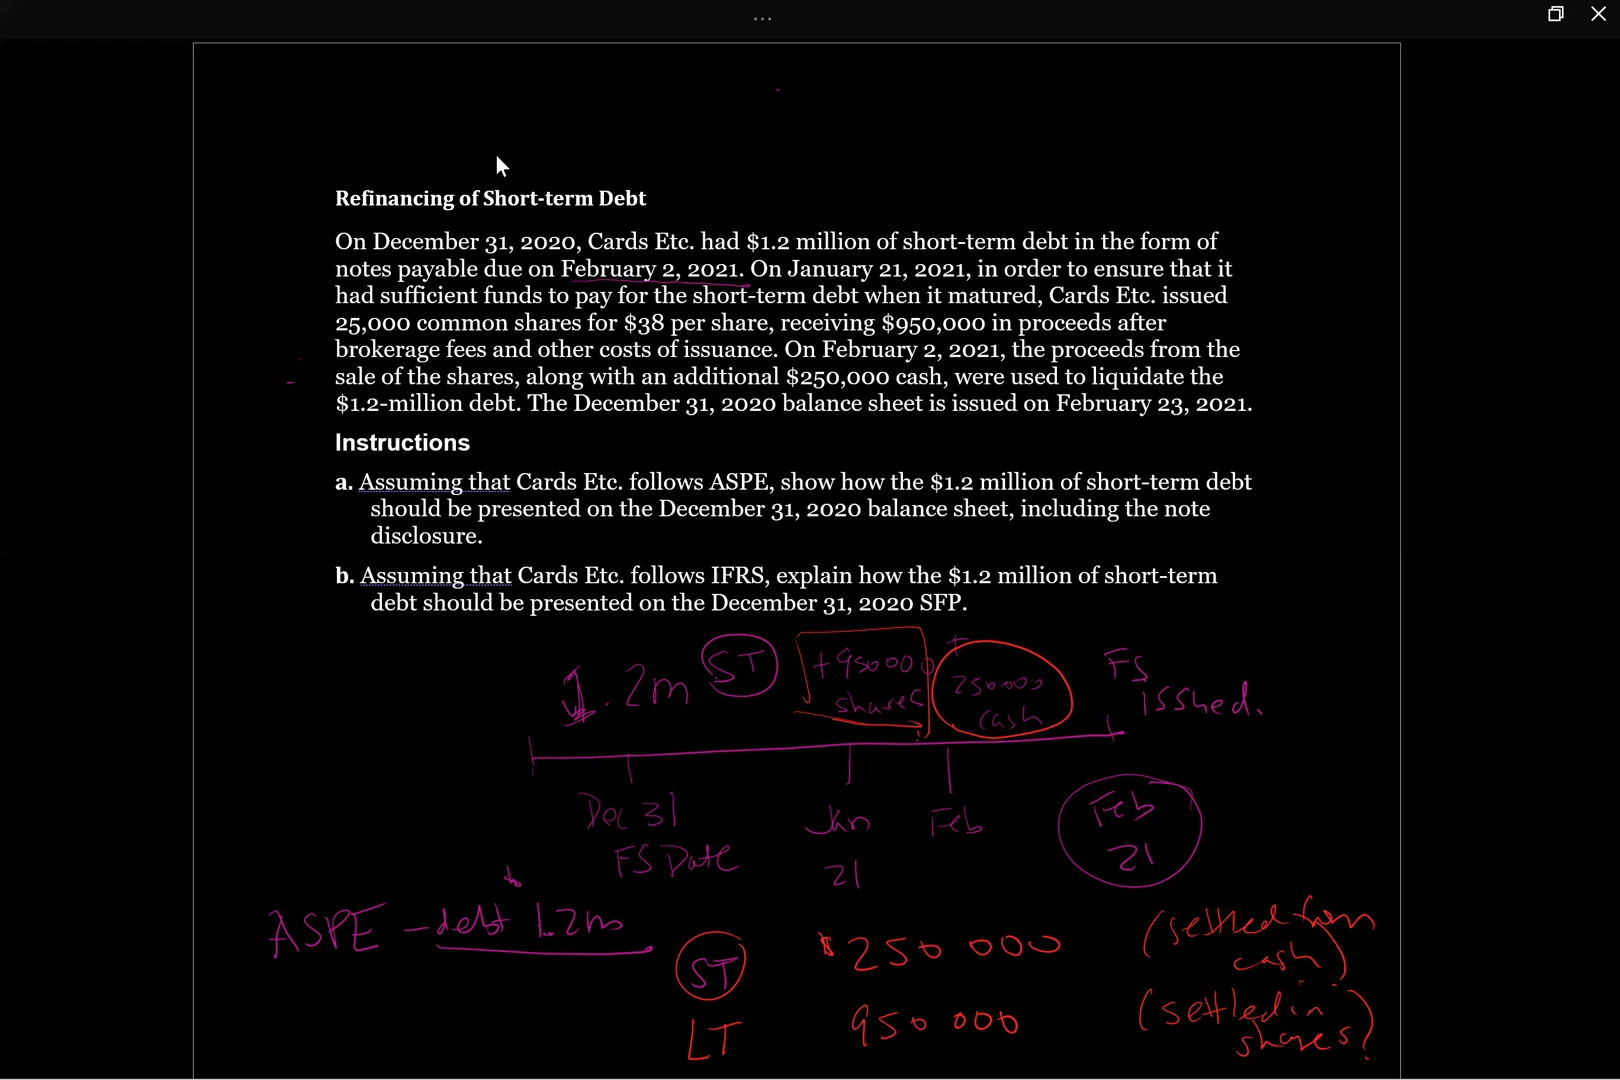 Refinancing of Short-term Debt
On December 31, 2020, Cards Etc. had $1.2 million of short-term debt in the form of
notes payable due on February 2, 2021. On January 21, 2021, in order to ensure that it
had sufficient funds to pay for the short-term debt when it matured, Cards Etc. issued
25,000 common shares for $38 per share, receiving $950,000 in proceeds after
brokerage fees and other costs of issuance. On February 2, 2021, the proceeds from the
sale of the shares, along with an additional $250,000 cash, were used to liquidate the
$1.2-million debt. The December 31, 2020 balance sheet is issued on February 23, 2021.
Instructions
a. Assuming that Cards Etc. follows ASPE, show how the $1.2 million of short-term debt
should be presented on the December 31, 2020 balance sheet, including the note
disclosure.
b. Assuming that Cards Etc. follows IFRS, explain how the $1.2 million of short-term
debt should be presented on the December 31, 2020 SFP.
1.2m ST +950000 + FS
shares 250000 issued.
cash
Dec 31 Jan Feb Feb
FS Date 21 21
ASPE - debt 1.2m
ST $250 000 (settled from
cash)
LT 950 000 (settled in
shares)